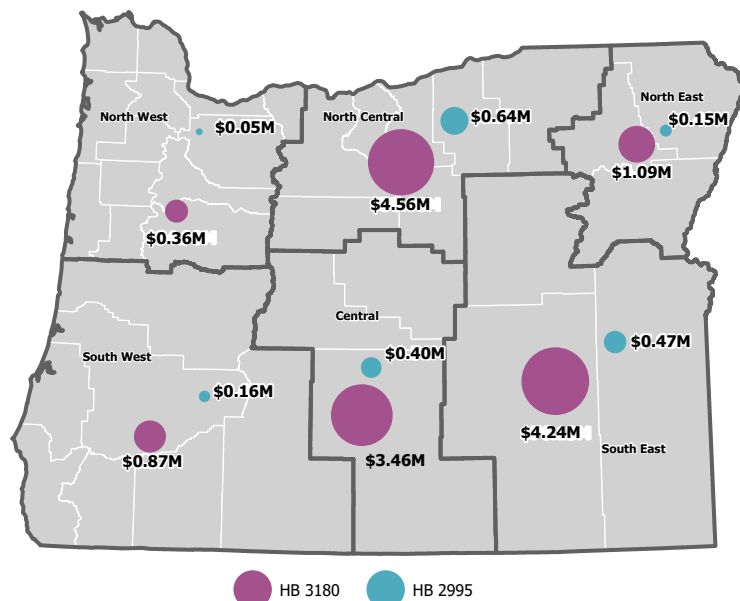 North West
$0.05M
$0.36M
North Central
$0.64M
$4.56M
North East
$0.15M
$1.09M
South West
$0.16M
$0.87M
Central
$0.40M
$3.46M
$0.47M
$4.24M
South East
HB 3180
HB 2995